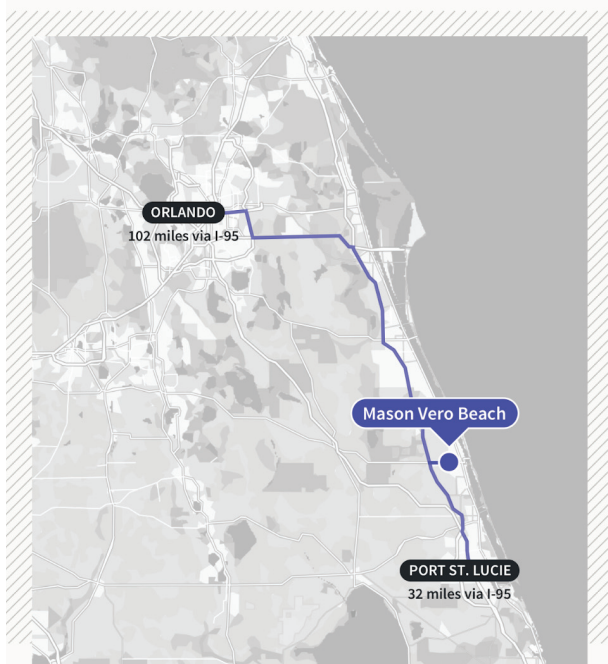 ORLANDO
102 miles via I-95
Mason Vero Beach
PORT ST. LUCIE
32 miles via I-95